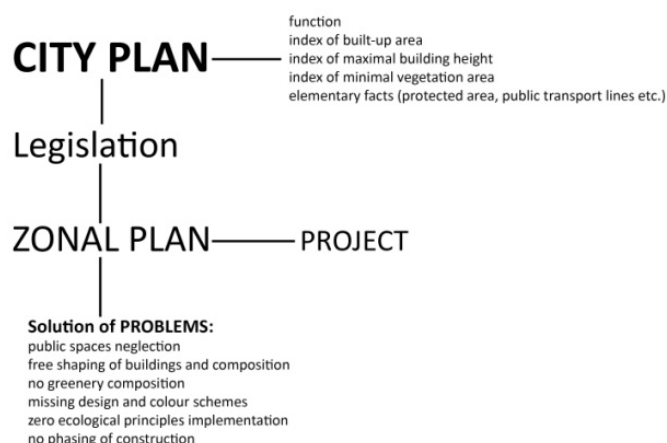 function
CITY PLAN
index of built-up area
index of maximal building height
index of minimal vegetation area
elementary facts (protected area, public transport lines etc.)
Legislation
ZONAL PLAN
PROJECT
Solution of PROBLEMS:
public spaces neglection
free shaping of buildings and composition
no greenery composition
missing design and colour schemes
zero ecological principles implementation
no phasing of construction